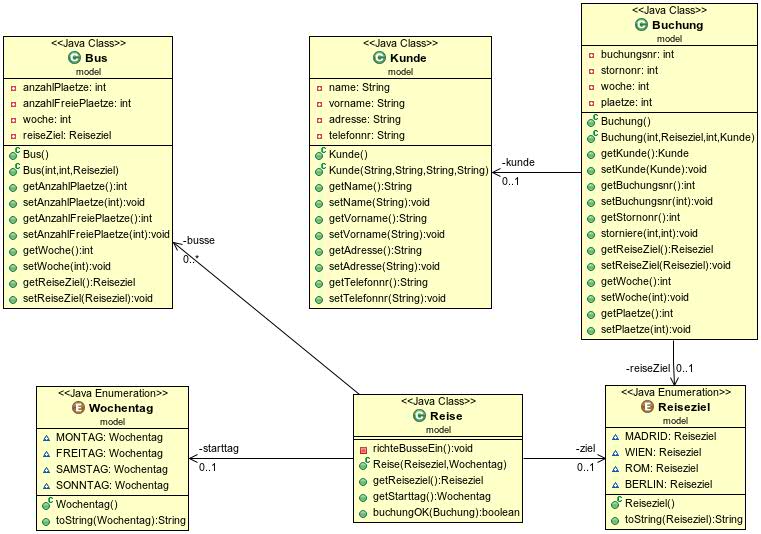 <<Java Class>>
Bus
model
anzahlPlaetze: int
anzahlFreiePlaetze: int
woche: int
reiseZiel: Reiseziel
Bus()
Bus(int,int,Reiseziel)
getAnzahlPlaetze():int
setAnzahlPlaetze(int):void
getAnzahlFreiePlaetze():int
setAnzahlFreiePlaetze(int):void
getWoche():int
setWoche(int):void
getReiseZiel():Reiseziel
setReiseZiel(Reiseziel):void
<<Java Class>>
Kunde
model
name: String
vorname: String
adresse: String
telefonnr: String
Kunde()
Kunde(String,String,String,String)
getName():String
setName(String):void
getVorname():String
setVorname(String):void
getAdresse():String
setAdresse(String):void
getTelefonnr():String
setTelefonnr(String):void
-kunde
0..1
<<Java Class>>
Buchung
model
buchungsnr: int
stornonr: int
woche: int
plaetze: int
Buchung()
Buchung(int,Reiseziel,int,Kunde)
getKunde():Kunde
setKunde(Kunde):void
getBuchungsnr():int
setBuchungsnr(int):void
getStornonr():int
storniere(int,int):void
getReiseZiel():Reiseziel
setReiseZiel(Reiseziel):void
getWoche():int
setWoche(int):void
getPlaetze():int
setPlaetze(int):void
-busse
0..*
-reiseZiel 0..1
<<Java Enumeration>>
Wochentag
model
MONTAG: Wochentag
FREITAG: Wochentag
SAMSTAG: Wochentag
SONNTAG: Wochentag
Wochentag()
toString(Wochentag):String
-starttag
0..1
<<Java Class>>
Reise
model
richteBusseEin():void
Reise(Reiseziel,Wochentag)
getReiseziel():Reiseziel
getStarttag():Wochentag
buchungOK(Buchung):boolean
-ziel
0..1
<<Java Enumeration>>
Reiseziel
model
MADRID: Reiseziel
WIEN: Reiseziel
ROM: Reiseziel
BERLIN: Reiseziel
Reiseziel()
toString(Reiseziel):String